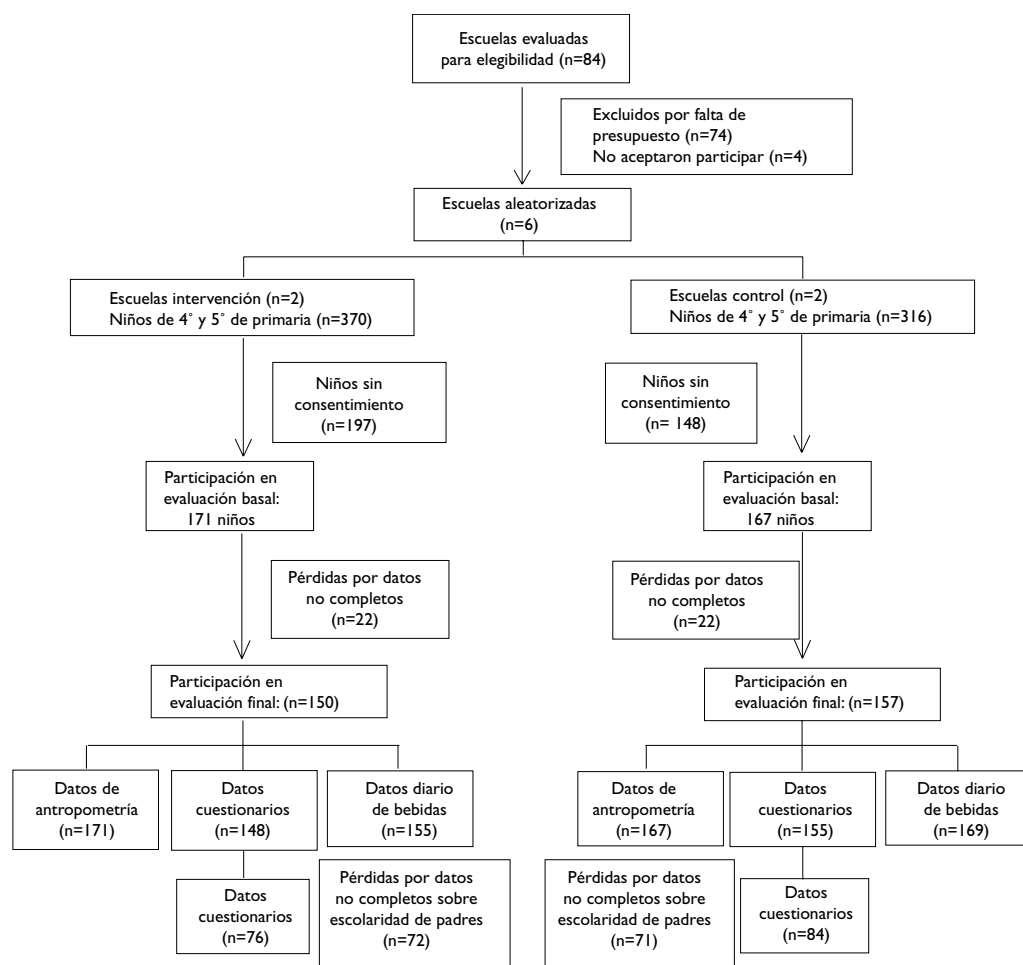 Escuelas evaluadas
para elegibilidad (n=84)
Excluidos por falta de
presupuesto (n=74)
No aceptaron participar (n=4)
Escuelas aleatorizadas
(n=6)
Escuelas intervención (n=2)
Niños de 4° y 5° de primaria (n=370)
Escuelas control (n=2)
Niños de 4° y 5° de primaria (n=316)
Niños sin
consentimiento
(n=197)
Niños sin
consentimiento
(n= 148)
Participación en
evaluación basal:
171 niños
Participación en
evaluación basal:
167 niños
Pérdidas por datos
no completos
(n=22)
Pérdidas por datos
no completos
(n=22)
Participación en
evaluación final: (n=150)
Participación en
evaluación final: (n=157)
Datos de
antropometría
(n=171)
Datos
cuestionarios
(n=148)
Datos diario
de bebidas
(n=155)
Datos de
antropometría
(n=167)
Datos
cuestionarios
(n=155)
Datos diario
de bebidas
(n=169)
Datos
cuestionarios
(n=76)
Pérdidas por datos
no completos sobre
escolaridad de padres
(n=72)
Pérdidas por datos
no completos sobre
escolaridad de padres
(n=71)
Datos
cuestionarios
(n=84)